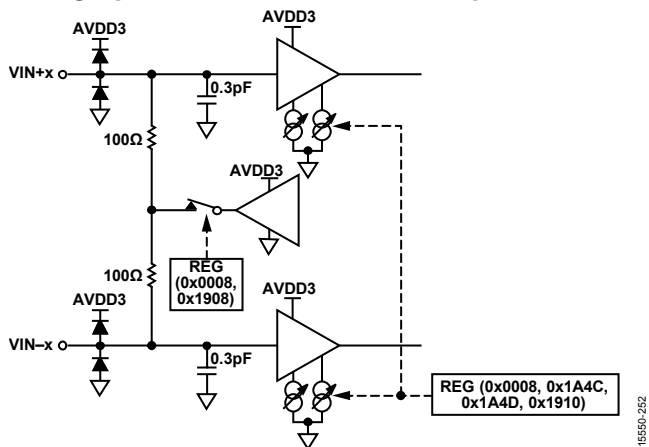 AVDD3
AVDD3
VIN+x
0.3pF
100Ω
AVDD3
REG
(0x0008,
0x1908)
100Ω
AVDD3
AVDD3
VIN–x
0.3pF
REG (0x0008, 0x1A4C,
0x1A4D, 0x1910)
15550-252